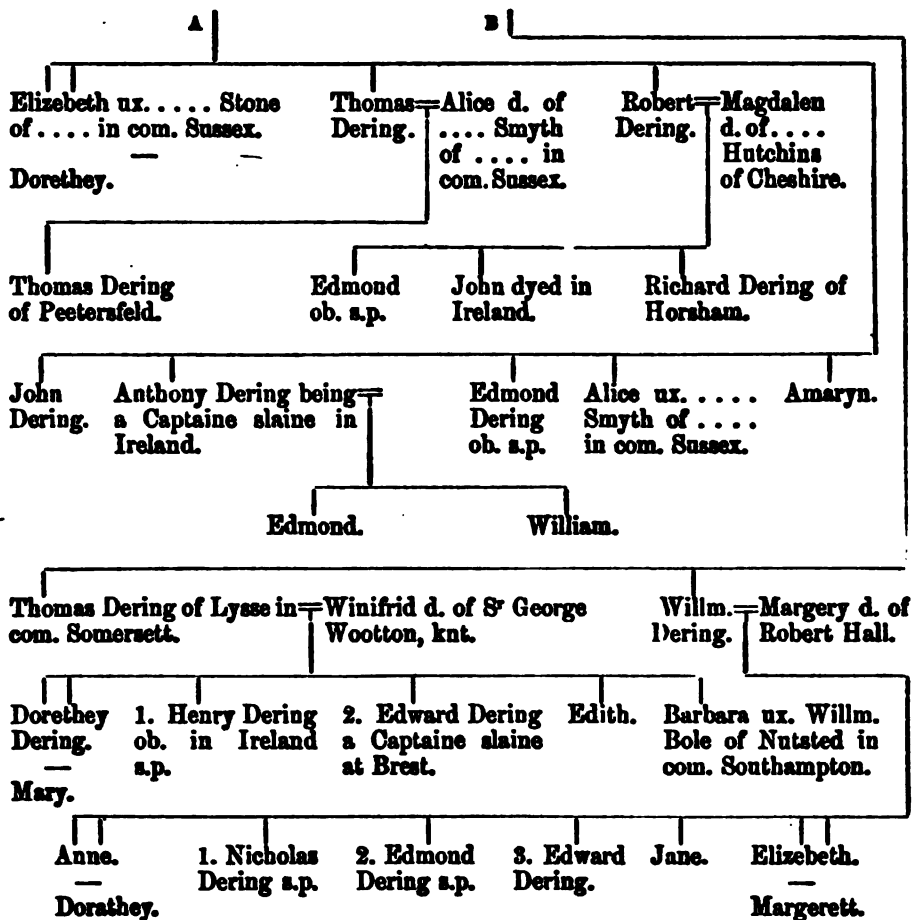 A B
Elizebeth ux. . . . . . Stone
of . . . . in com. Sussex.
—
Dorethey.
Thomas=Alice d. of
Dering. . . . . Smyth
of . . . . in
com. Sussex.
Robert=Magdalen
Dering. d. of . . . .
Hutchins
of Cheshire.
Thomas Dering
of Peetersfeld.
Edmond
ob. s.p.
John dyed in
Ireland.
Richard Dering of
Horsham.
John
Dering.
Anthony Dering being=
a Captaine slaine in
Ireland.
Edmond
Dering
ob. s.p.
Alice ux. . . . . .
Smyth of . . . .
in com. Sussex.
Amaryn.
Edmond. William.
Thomas Dering of Lysse in=Winifrid d. of Sr George
com. Somersett. Wootton, knt.
Willm.=Margery d. of
Dering. Robert Hall.
Dorethey
Dering.
—
Mary.
1. Henry Dering
ob. in Ireland
s.p.
2. Edward Dering
a Captaine slaine
at Brest.
Edith.
Barbara ux. Willm.
Bole of Nutsted in
com. Southampton.
Anne.
—
Dorathey.
1. Nicholas
Dering s.p.
2. Edmond
Dering s.p.
3. Edward
Dering.
Jane.
Elizebeth.
—
Margerett.